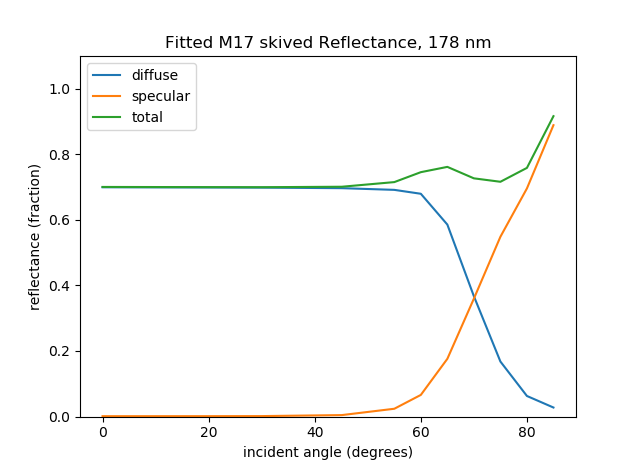 Fitted M17 skived Reflectance, 178 nm
diffuse
specular
total
1.0
0.8
0.6
0.4
0.2
0.0
reflectance (fraction)
0 20 40 60 80
incident angle (degrees)